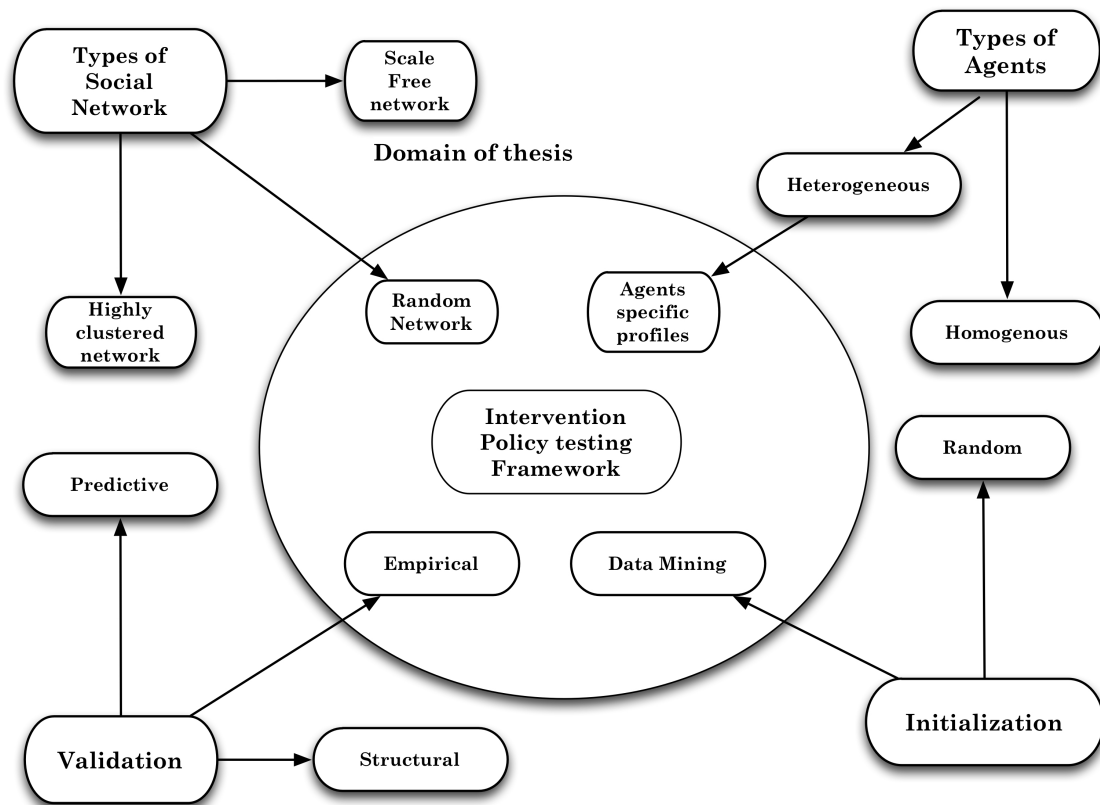 Types of
Social
Network
Scale
Free
network
Types of
Agents
Domain of thesis
Heterogeneous
Random
Network
Agents
specific
profiles
Highly
clustered
network
Homogenous
Intervention
Policy testing
Framework
Random
Predictive
Empirical
Data Mining
Initialization
Validation
Structural